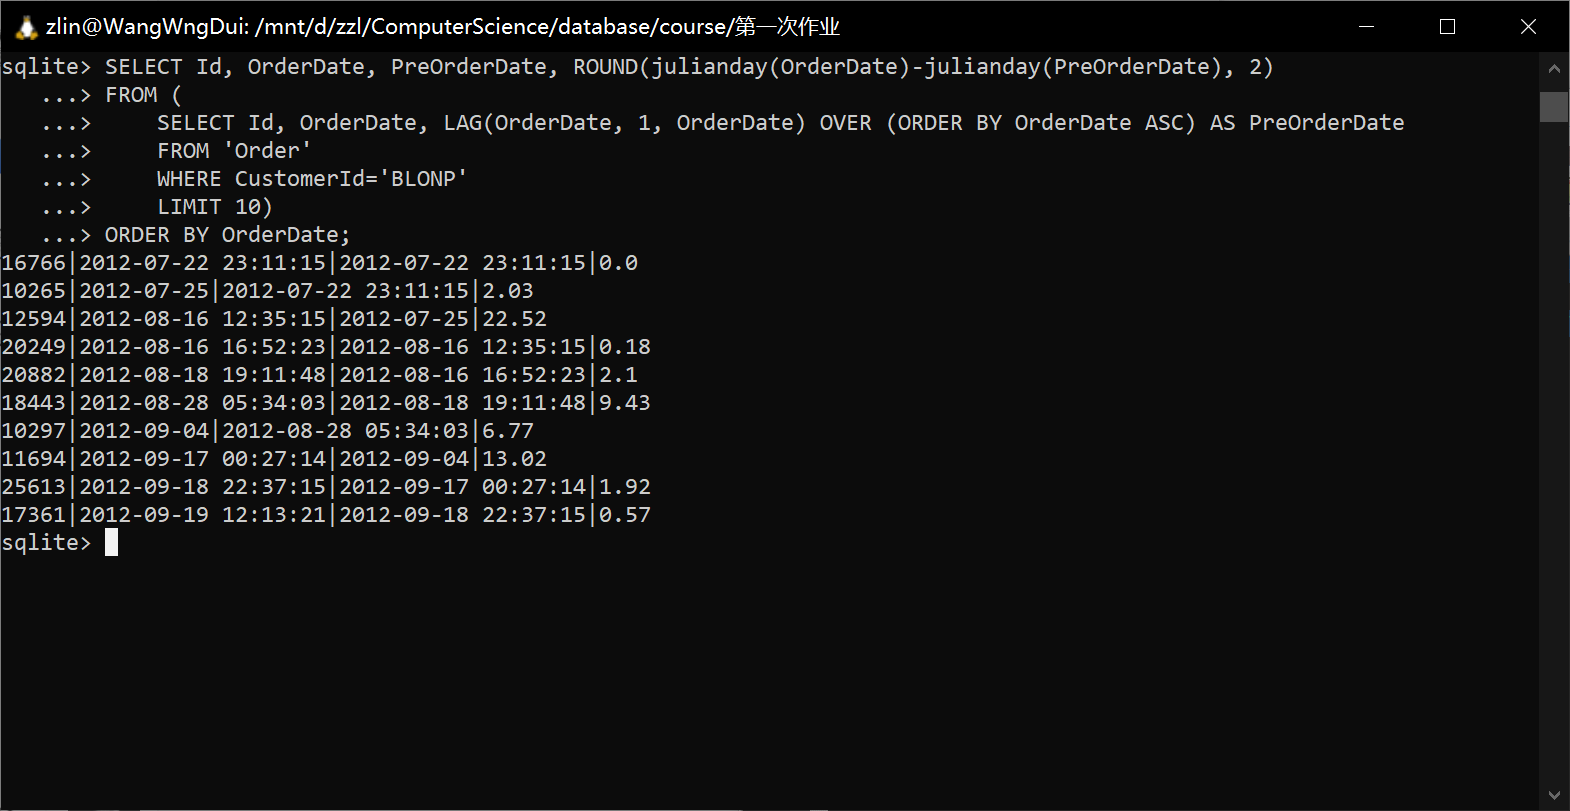 zlin@WangWngDui: /mnt/d/zzl/ComputerScience/database/course/第一次作业
sqlite> SELECT Id, OrderDate, PreOrderDate, ROUND(julianday(OrderDate)-julianday(PreOrderDate), 2)
   ...> FROM (
   ...>     SELECT Id, OrderDate, LAG(OrderDate, 1, OrderDate) OVER (ORDER BY OrderDate ASC) AS PreOrderDate
   ...>     FROM 'Order'
   ...>     WHERE CustomerId='BLONP'
   ...>     LIMIT 10)
   ...> ORDER BY OrderDate;
16766|2012-07-22 23:11:15|2012-07-22 23:11:15|0.0
10265|2012-07-25|2012-07-22 23:11:15|2.03
12594|2012-08-16 12:35:15|2012-07-25|22.52
20249|2012-08-16 16:52:23|2012-08-16 12:35:15|0.18
20882|2012-08-18 19:11:48|2012-08-16 16:52:23|2.1
18443|2012-08-28 05:34:03|2012-08-18 19:11:48|9.43
10297|2012-09-04|2012-08-28 05:34:03|6.77
11694|2012-09-17 00:27:14|2012-09-04|13.02
25613|2012-09-18 22:37:15|2012-09-17 00:27:14|1.92
17361|2012-09-19 12:13:21|2012-09-18 22:37:15|0.57
sqlite>